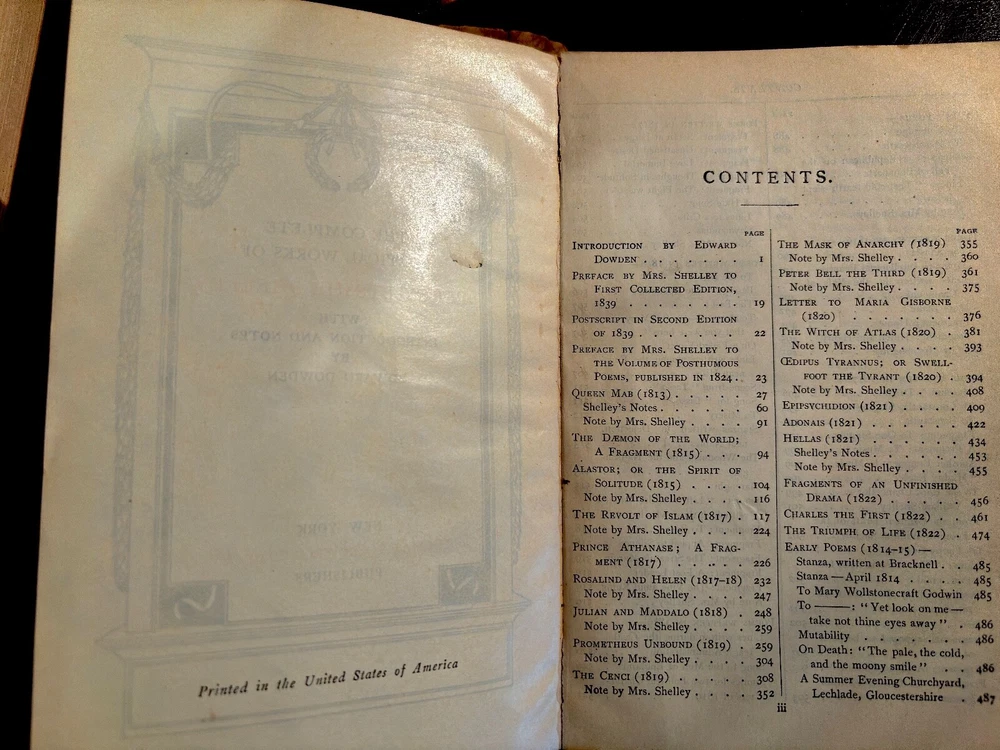 Printed in the United States of America
CONTENTS.
PAGE
INTRODUCTION BY EDWARD
DOWDEN . . . . . . . 1
PREFACE BY MRS. SHELLEY TO
FIRST COLLECTED EDITION,
1839 . . . . . . . . 19
POSTSCRIPT IN SECOND EDITION
OF 1839 . . . . . . . 22
PREFACE BY MRS. SHELLEY TO
THE VOLUME OF POSTHUMOUS
POEMS, PUBLISHED IN 1824 . 23
QUEEN MAB (1813) . . . . . 27
Shelley's Notes . . . . . . 60
Note by Mrs. Shelley . . . . 91
THE DÆMON OF THE WORLD;
A FRAGMENT (1815) . . . 94
ALASTOR; OR THE SPIRIT OF
SOLITUDE (1815) . . . . 104
Note by Mrs. Shelley . . . . 116
THE REVOLT OF ISLAM (1817) . 117
Note by Mrs. Shelley . . . . 224
PRINCE ATHANASE; A FRAG-
MENT (1817) . . . . . 226
ROSALIND AND HELEN (1817-18) 232
Note by Mrs. Shelley . . . . 247
JULIAN AND MADDALO (1818) . 248
Note by Mrs. Shelley . . . . 259
PROMETHEUS UNBOUND (1819) . 259
Note by Mrs. Shelley . . . . 304
THE CENCI (1819) . . . . . 308
Note by Mrs. Shelley . . . . 352
PAGE
THE MASK OF ANARCHY (1819) 355
Note by Mrs. Shelley . . . . 360
PETER BELL THE THIRD (1819) 361
Note by Mrs. Shelley . . . . 375
LETTER TO MARIA GISBORNE
(1820) . . . . . . . 376
THE WITCH OF ATLAS (1820) . 381
Note by Mrs. Shelley . . . . 393
ŒDIPUS TYRANNUS; OR SWELL-
FOOT THE TYRANT (1820) . 394
Note by Mrs. Shelley . . . . 408
EPIPSYCHIDION (1821) . . . . 409
ADONAIS (1821) . . . . . . 422
HELLAS (1821) . . . . . . 434
Shelley's Notes . . . . . . 453
Note by Mrs. Shelley . . . . 455
FRAGMENTS OF AN UNFINISHED
DRAMA (1822) . . . . . 456
CHARLES THE FIRST (1822) . . 461
THE TRIUMPH OF LIFE (1822) . 474
EARLY POEMS (1814-15)—
Stanza, written at Bracknell . . 485
Stanza—April 1814 . . . . 485
To Mary Wollstonecraft Godwin 485
To ——: "Yet look on me—
take not thine eyes away" . 486
Mutability . . . . . . . 486
On Death: "The pale, the cold,
and the moony smile" . . 486
A Summer Evening Churchyard,
Lechlade, Gloucestershire . 487
iii